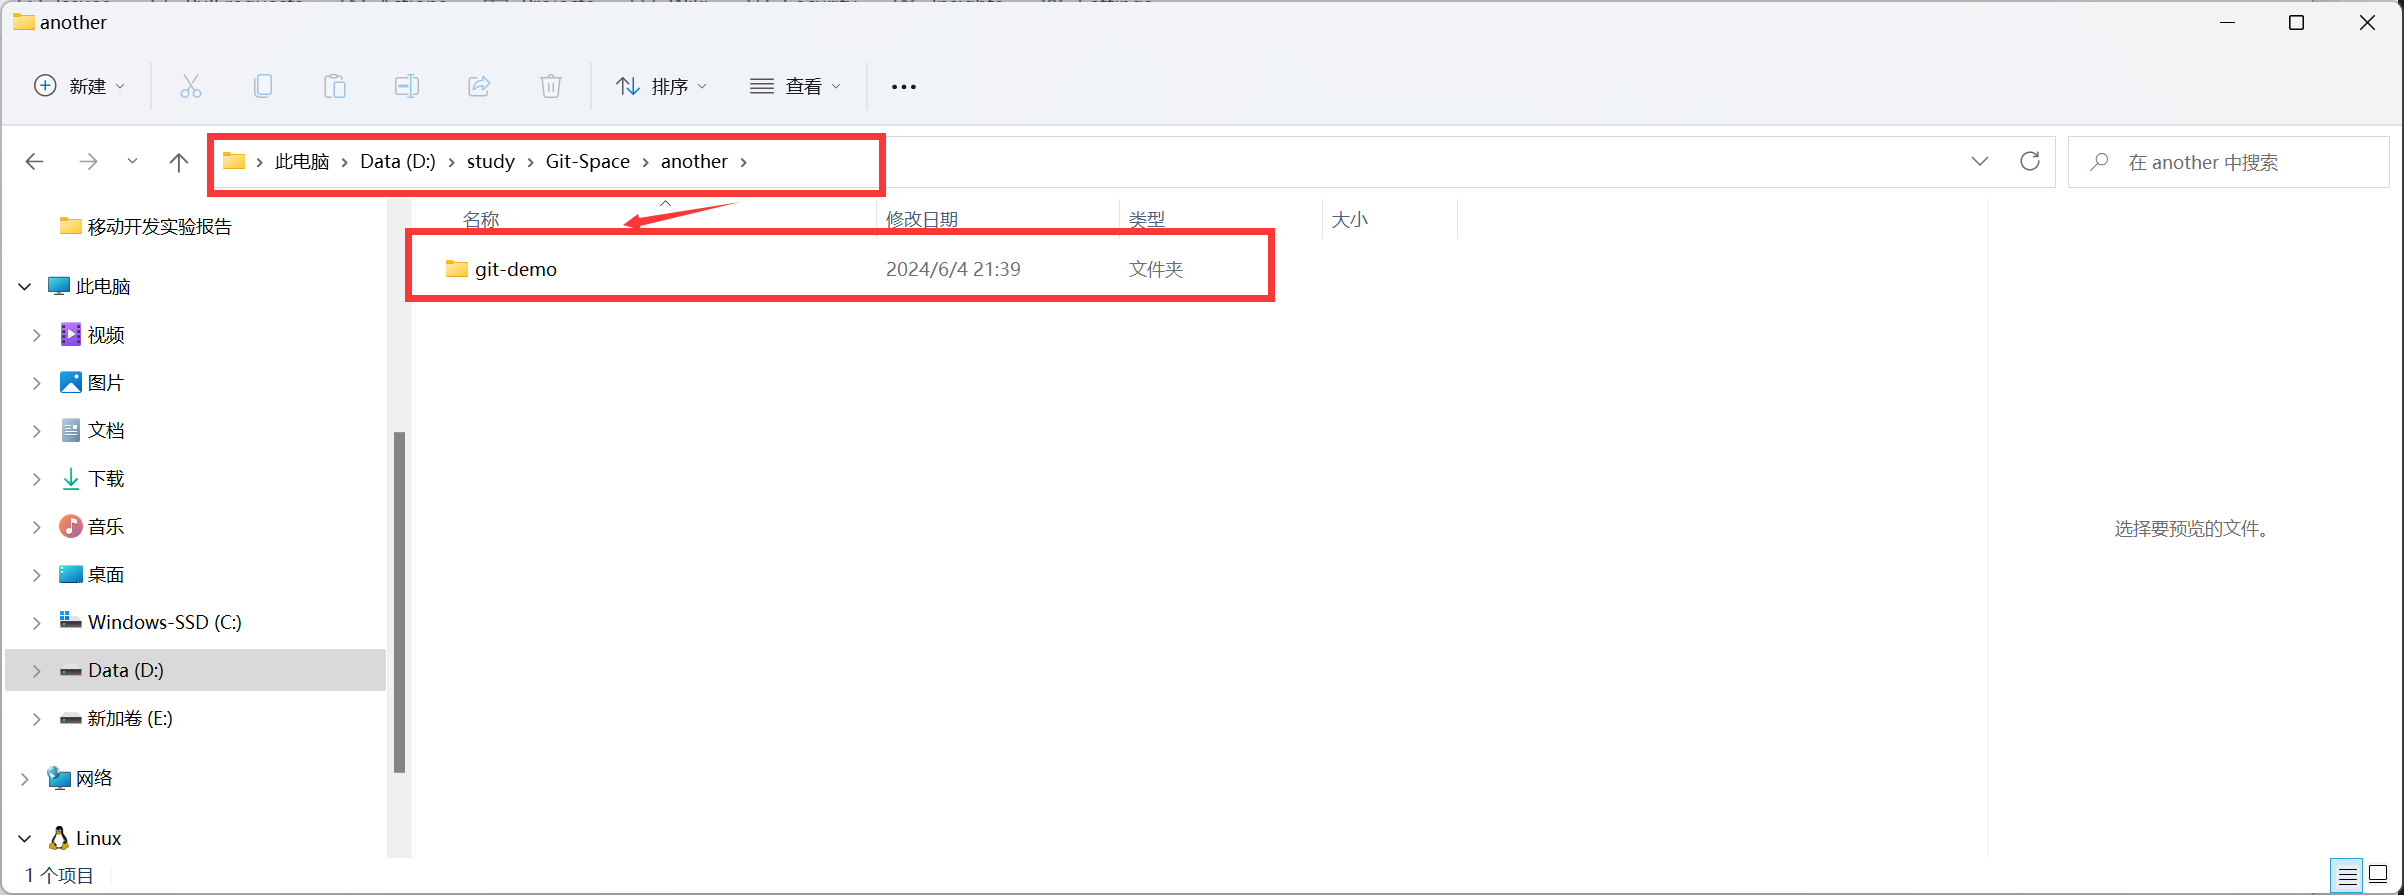 another
新建
排序
查看
此电脑 Data (D:) study Git-Space another
在 another 中搜索
名称 修改日期 类型 大小
git-demo 2024/6/4 21:39 文件夹
移动开发实验报告
此电脑
视频
图片
文档
下载
音乐
桌面
Windows-SSD (C:)
Data (D:)
新加卷 (E:)
网络
Linux
选择要预览的文件。
1 个项目